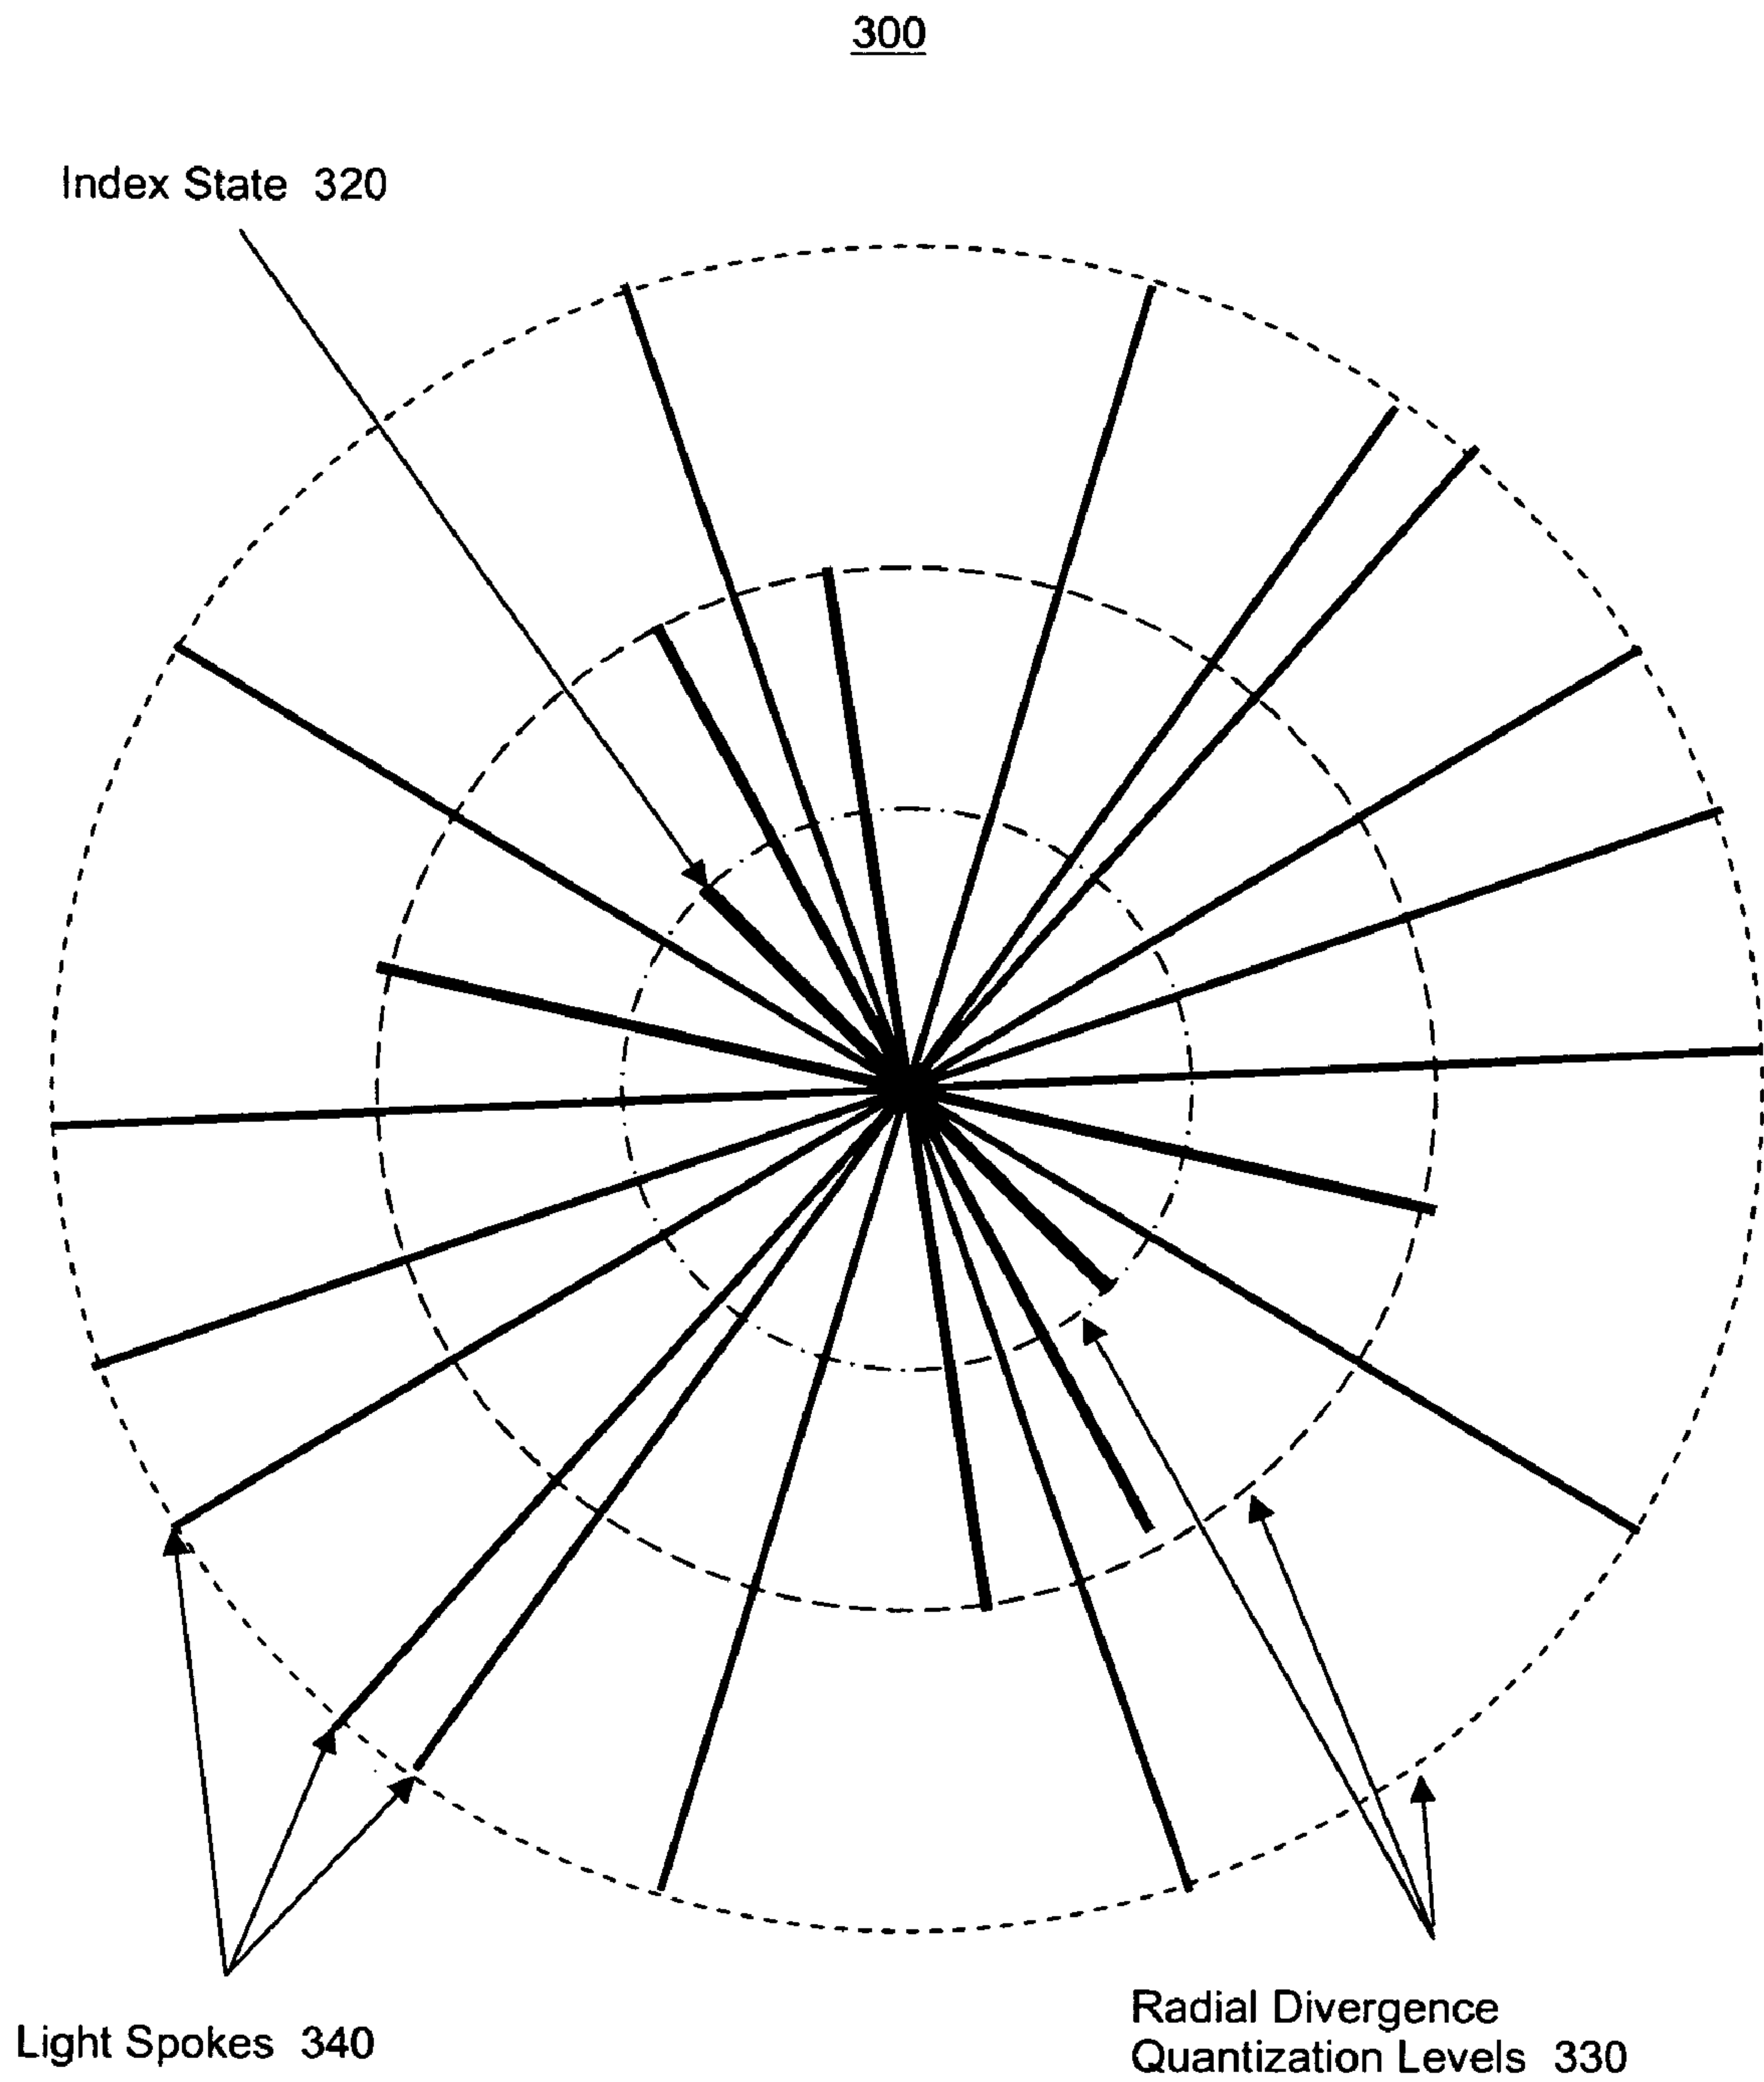 300
Index State 320
Light Spokes 340
Radial Divergence
Quantization Levels 330